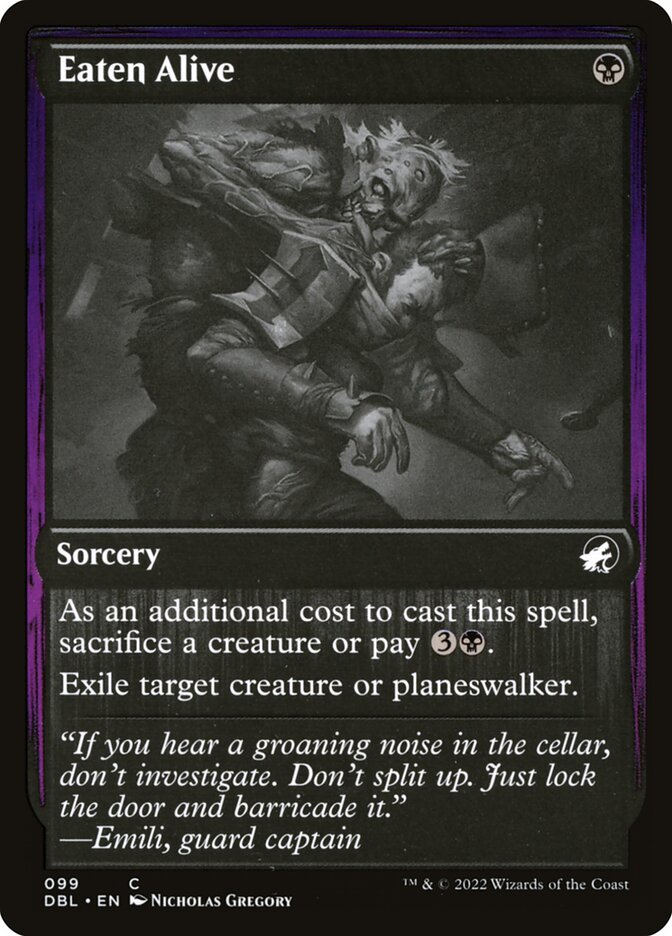 Eaten Alive
Sorcery
As an additional cost to cast this spell,
sacrifice a creature or pay 3.
Exile target creature or planeswalker.
“If you hear a groaning noise in the cellar,
don’t investigate. Don’t split up. Just lock
the door and barricade it.”
—Emili, guard captain
099 C
DBL • EN Nicholas Gregory
™ & © 2022 Wizards of the Coast